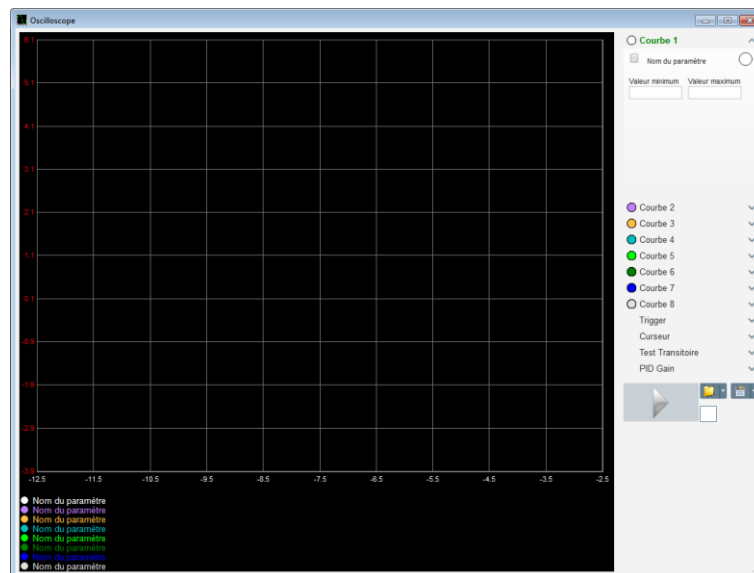 Oscilloscope
6.1
5.1
4.1
3.1
2.1
1.1
0.1
-0.9
-1.9
-2.9
-3.9
-12.5 -11.5 -10.5 -9.5 -8.5 -7.5 -6.5 -5.5 -4.5 -3.5 -2.5
Nom du paramètre
Nom du paramètre
Nom du paramètre
Nom du paramètre
Nom du paramètre
Nom du paramètre
Nom du paramètre
Nom du paramètre
Courbe 1
Nom du paramètre
Valeur minimum Valeur maximum
Courbe 2
Courbe 3
Courbe 4
Courbe 5
Courbe 6
Courbe 7
Courbe 8
Trigger
Curseur
Test Transitoire
PID Gain